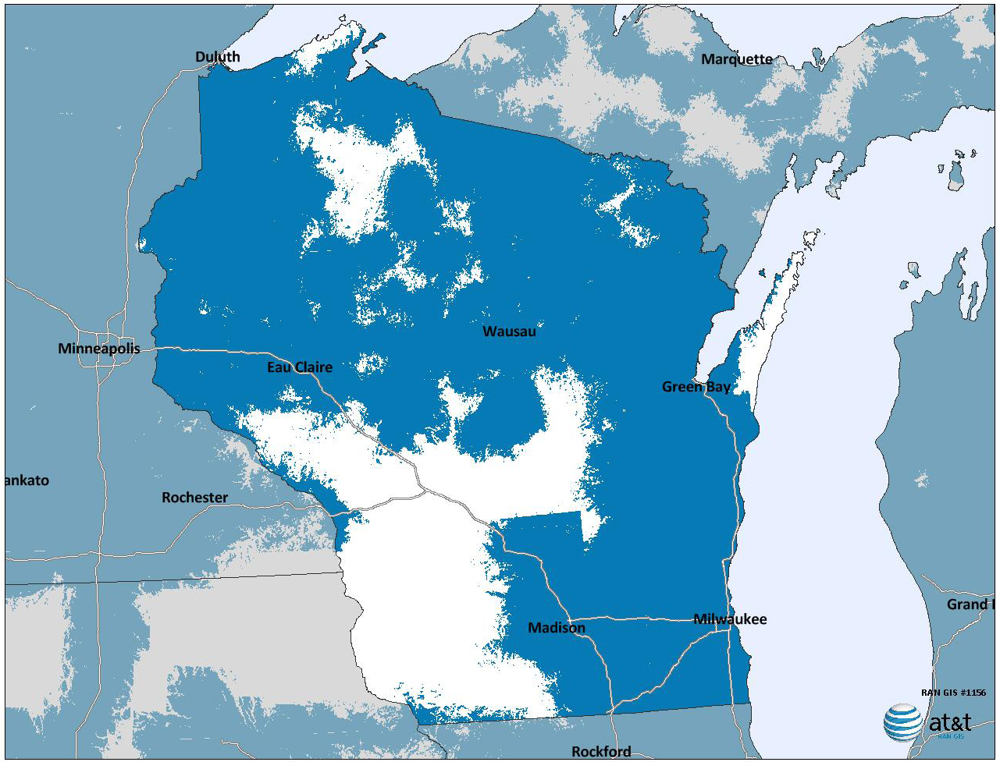 Duluth
Marquette
Wausau
Minneapolis
Eau Claire
Green Bay
ankato
Rochester
Grand
Milwaukee
Madison
RAN GIS #1156
at&t
RAN GIS
Rockford